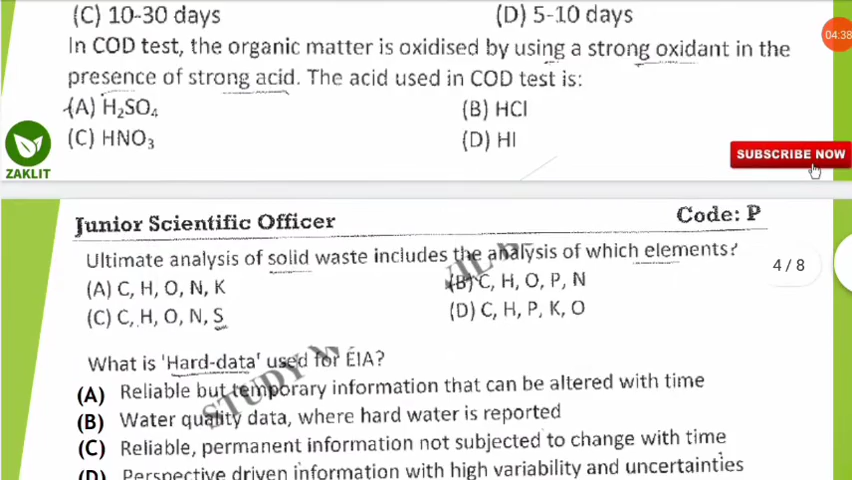 (C) 10-30 days (D) 5-10 days
04:38
In COD test, the organic matter is oxidised by using a strong oxidant in the
presence of strong acid. The acid used in COD test is:
(A) H₂SO₄ (B) HCl
(C) HNO₃ (D) HI
ZAKLIT
SUBSCRIBE NOW
Junior Scientific Officer Code: P
Ultimate analysis of solid waste includes the analysis of which elements?
4 / 8
(A) C, H, O, N, K (B) C, H, O, P, N
(C) C, H, O, N, S (D) C, H, P, K, O
What is 'Hard-data' used for EIA?
STUDY
(A) Reliable but temporary information that can be altered with time
(B) Water quality data, where hard water is reported
(C) Reliable, permanent information not subjected to change with time
(D) Perspective driven information with high variability and uncertainties